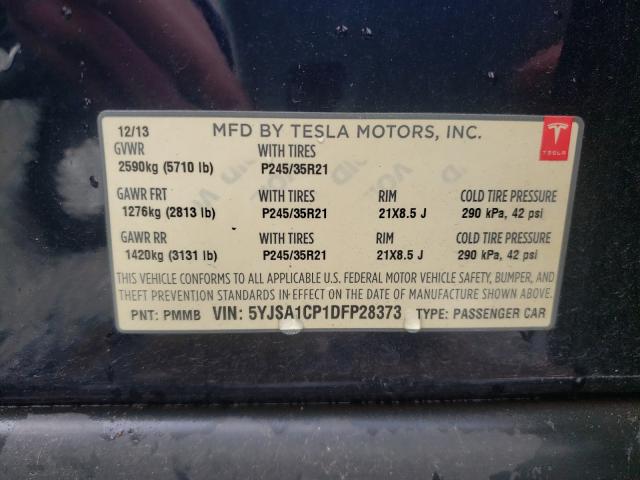 12/13 MFD BY TESLA MOTORS, INC.
GVWR WITH TIRES
2590kg (5710 lb) P245/35R21
TESLA
GAWR FRT WITH TIRES RIM COLD TIRE PRESSURE
1276kg (2813 lb) P245/35R21 21X8.5 J 290 kPa, 42 psi
GAWR RR WITH TIRES RIM COLD TIRE PRESSURE
1420kg (3131 lb) P245/35R21 21X8.5 J 290 kPa, 42 psi
THIS VEHICLE CONFORMS TO ALL APPLICABLE U.S. FEDERAL MOTOR VEHICLE SAFETY, BUMPER, AND
THEFT PREVENTION STANDARDS IN EFFECT ON THE DATE OF MANUFACTURE SHOWN ABOVE.
PNT: PMMB VIN: 5YJSA1CP1DFP28373 TYPE: PASSENGER CAR